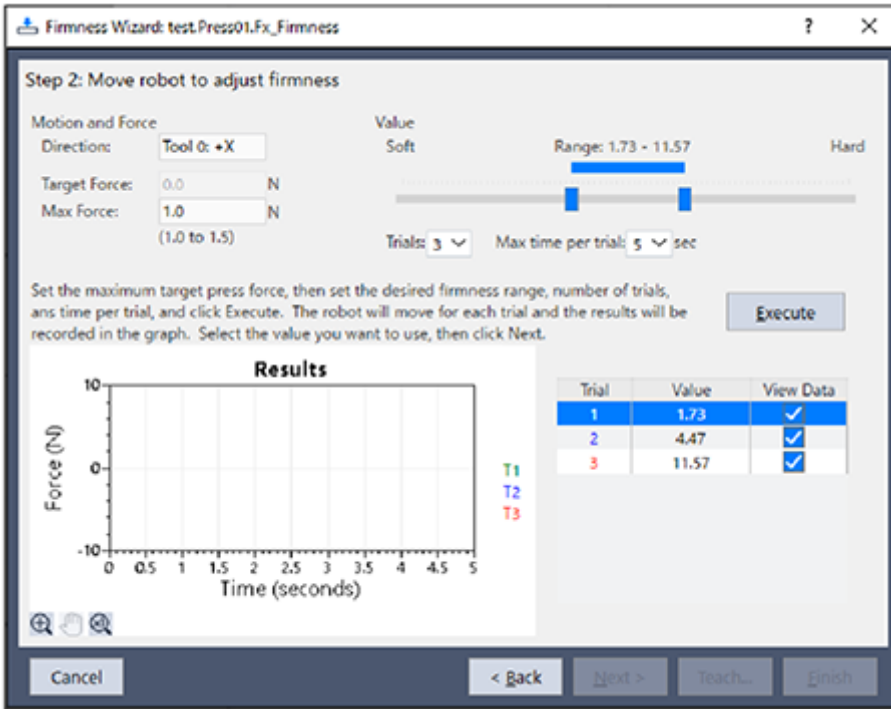 Firmness Wizard: test.Press01.Fx_Firmness
?
Step 2: Move robot to adjust firmness
Motion and Force
Direction: Tool 0: +X
Target Force: 0.0 N
Max Force: 1.0 N
(1.0 to 1.5)
Value
Soft Range: 1.73 - 11.57 Hard
Trials: 3 Max time per trial: 5 sec
Set the maximum target press force, then set the desired firmness range, number of trials,
ans time per trial, and click Execute. The robot will move for each trial and the results will be
recorded in the graph. Select the value you want to use, then click Next.
Execute
Results
Force (N)
10
0
-10
0 0.5 1 1.5 2 2.5 3 3.5 4 4.5 5
Time (seconds)
T1
T2
T3
Trial Value View Data
1 1.73
2 4.47
3 11.57
Cancel < Back Next > Teach... Finish